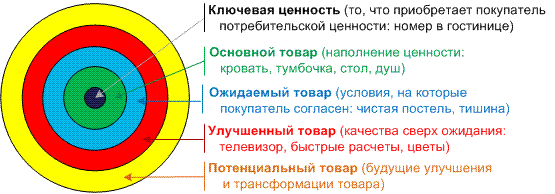 Ключевая ценность (то, что приобретает покупатель
потребительской ценности: номер в гостинице
Основной товар (наполнение ценности:
кровать, тумбочка, стол, душ)
Ожидаемый товар (условия, на которые
покупатель согласен: чистая постель, тишина)
Улучшенный товар (качества сверх ожидания:
телевизор, быстрые расчеты, цветы)
Потенциальный товар (будущие улучшения
и трансформации товара)